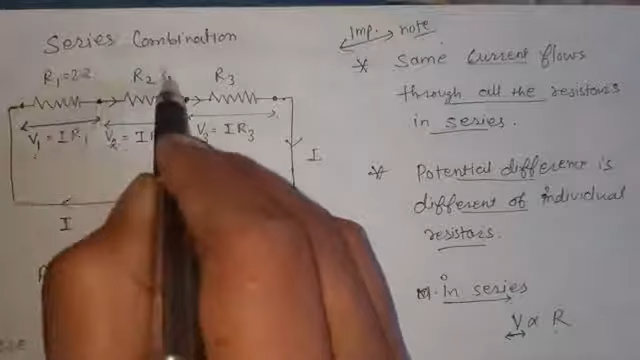 Series Combination
R₁=2Ω R₂ R₃
V₁ = IR₁ V₂ = I V₃ = IR₃
I
I
R
Imp. note
* Same current flows
through all the resistors
in series.
* Potential difference is
different of individual
resistors.
In series
V ∝ R